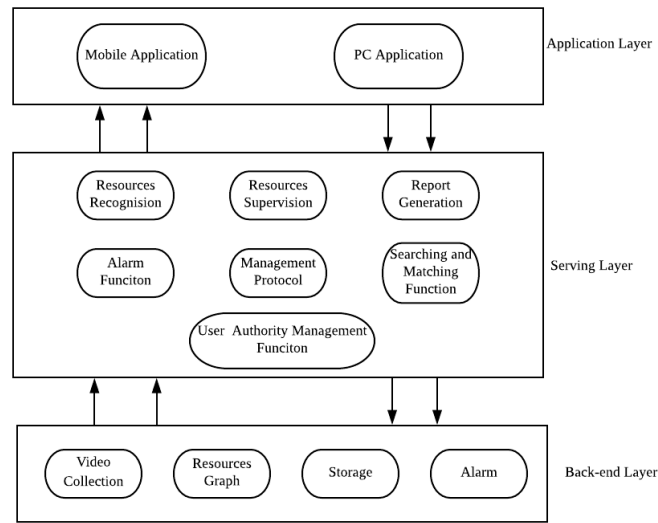 Mobile Application
PC Application
Application Layer
Resources
Recognision
Resources
Supervision
Report
Generation
Alarm
Funciton
Management
Protocol
Searching and
Matching
Function
Serving Layer
User Authority Management
Funciton
Video
Collection
Resources
Graph
Storage
Alarm
Back-end Layer